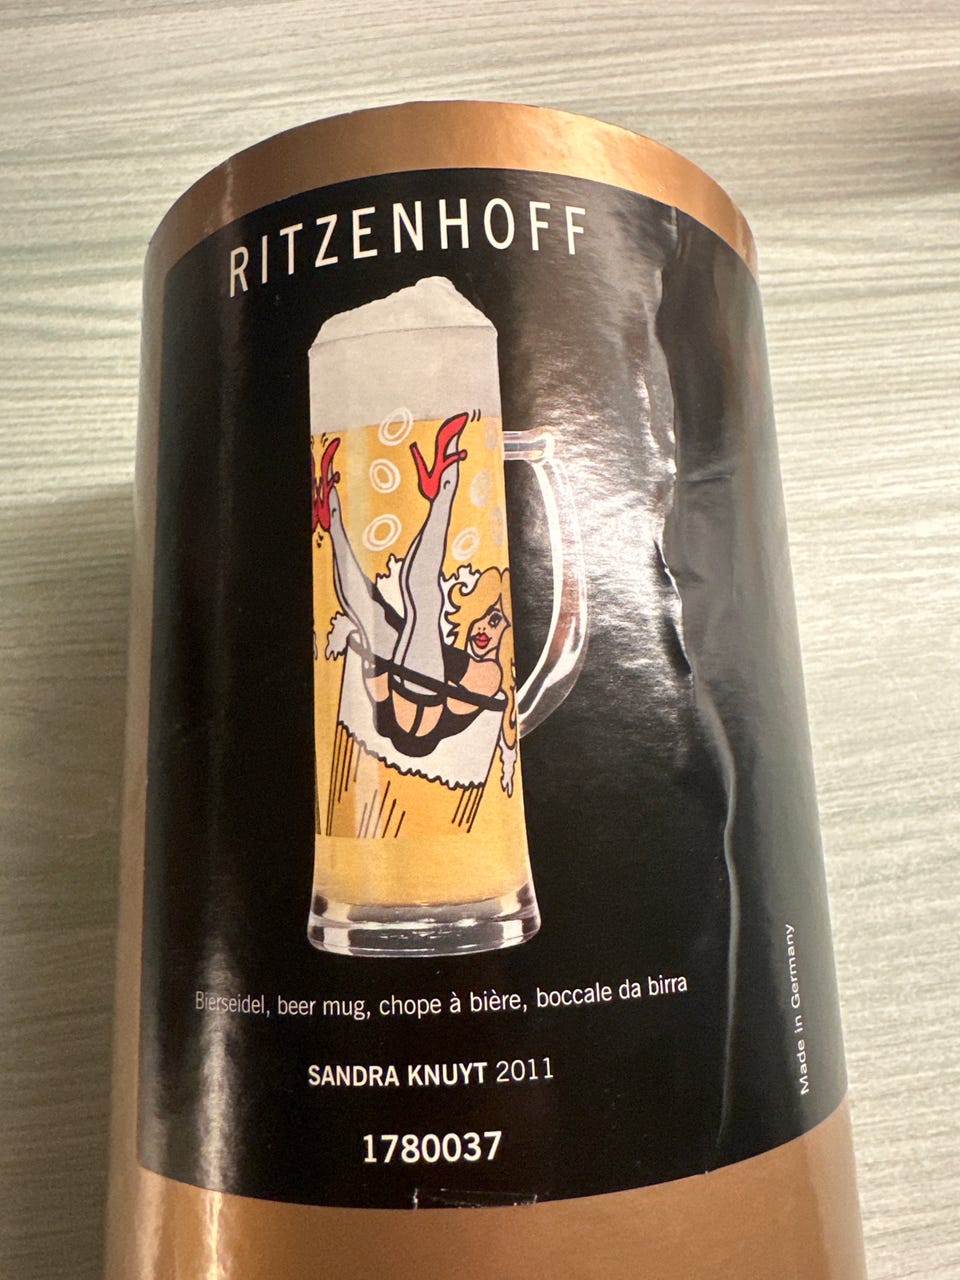 RITZENHOFF
Bierseidel, beer mug, chope à bière, boccale da birra
SANDRA KNUYT 2011
1780037
Made in Germany